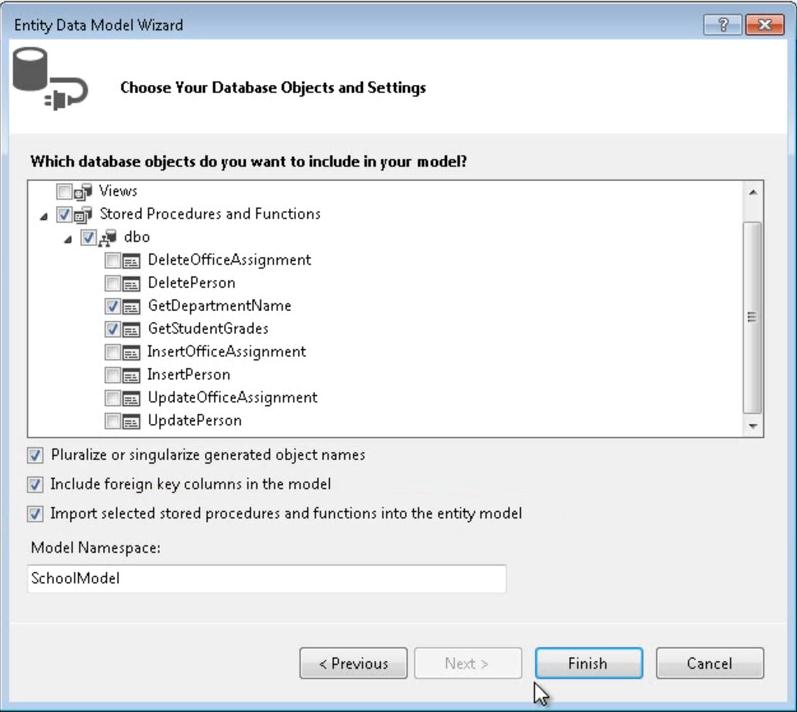 Entity Data Model Wizard
Choose Your Database Objects and Settings
Which database objects do you want to include in your model?
Views
Stored Procedures and Functions
dbo
DeleteOfficeAssignment
DeletePerson
GetDepartmentName
GetStudentGrades
InsertOfficeAssignment
InsertPerson
UpdateOfficeAssignment
UpdatePerson
Pluralize or singularize generated object names
Include foreign key columns in the model
Import selected stored procedures and functions into the entity model
Model Namespace:
SchoolModel
< Previous Next > Finish Cancel